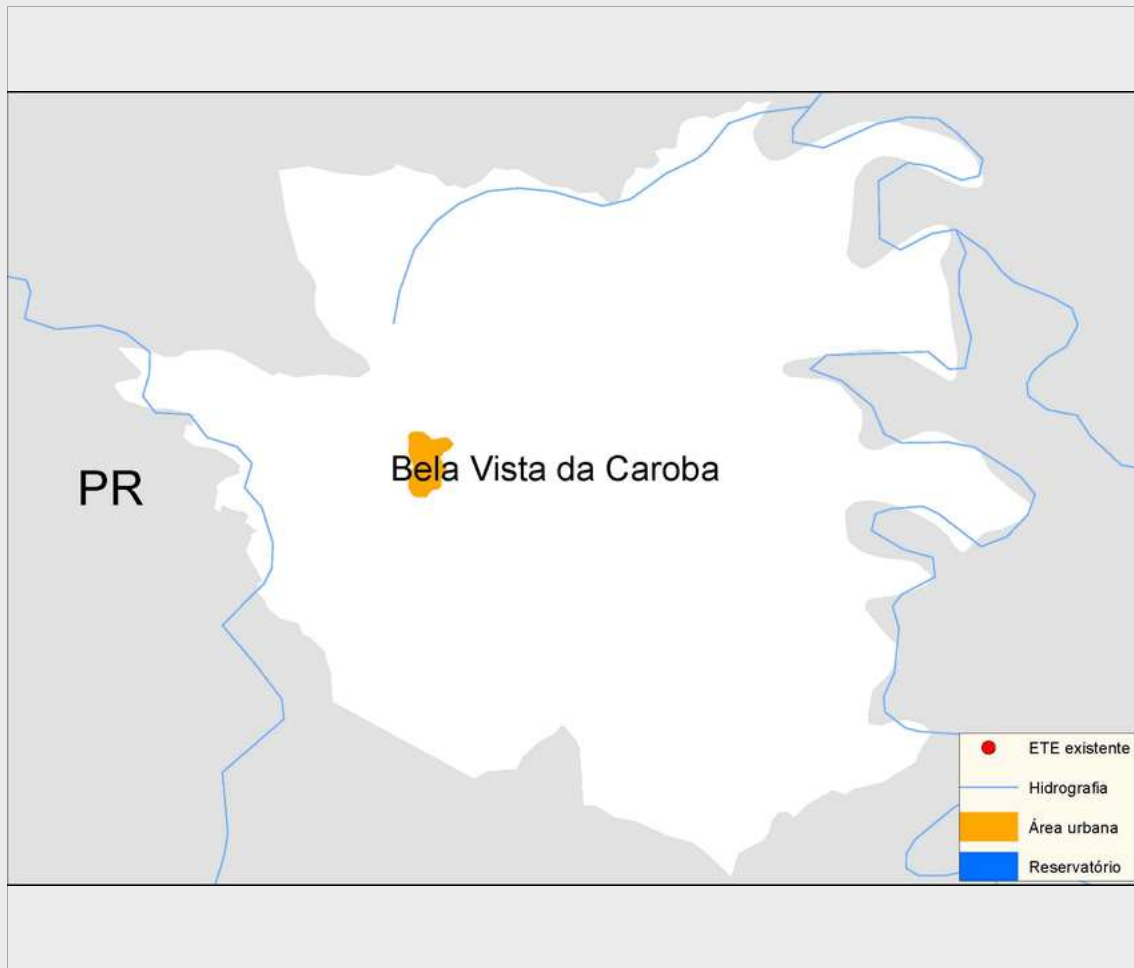 PR
Bela Vista da Caroba
ETE existente
Hidrografia
Área urbana
Reservatório